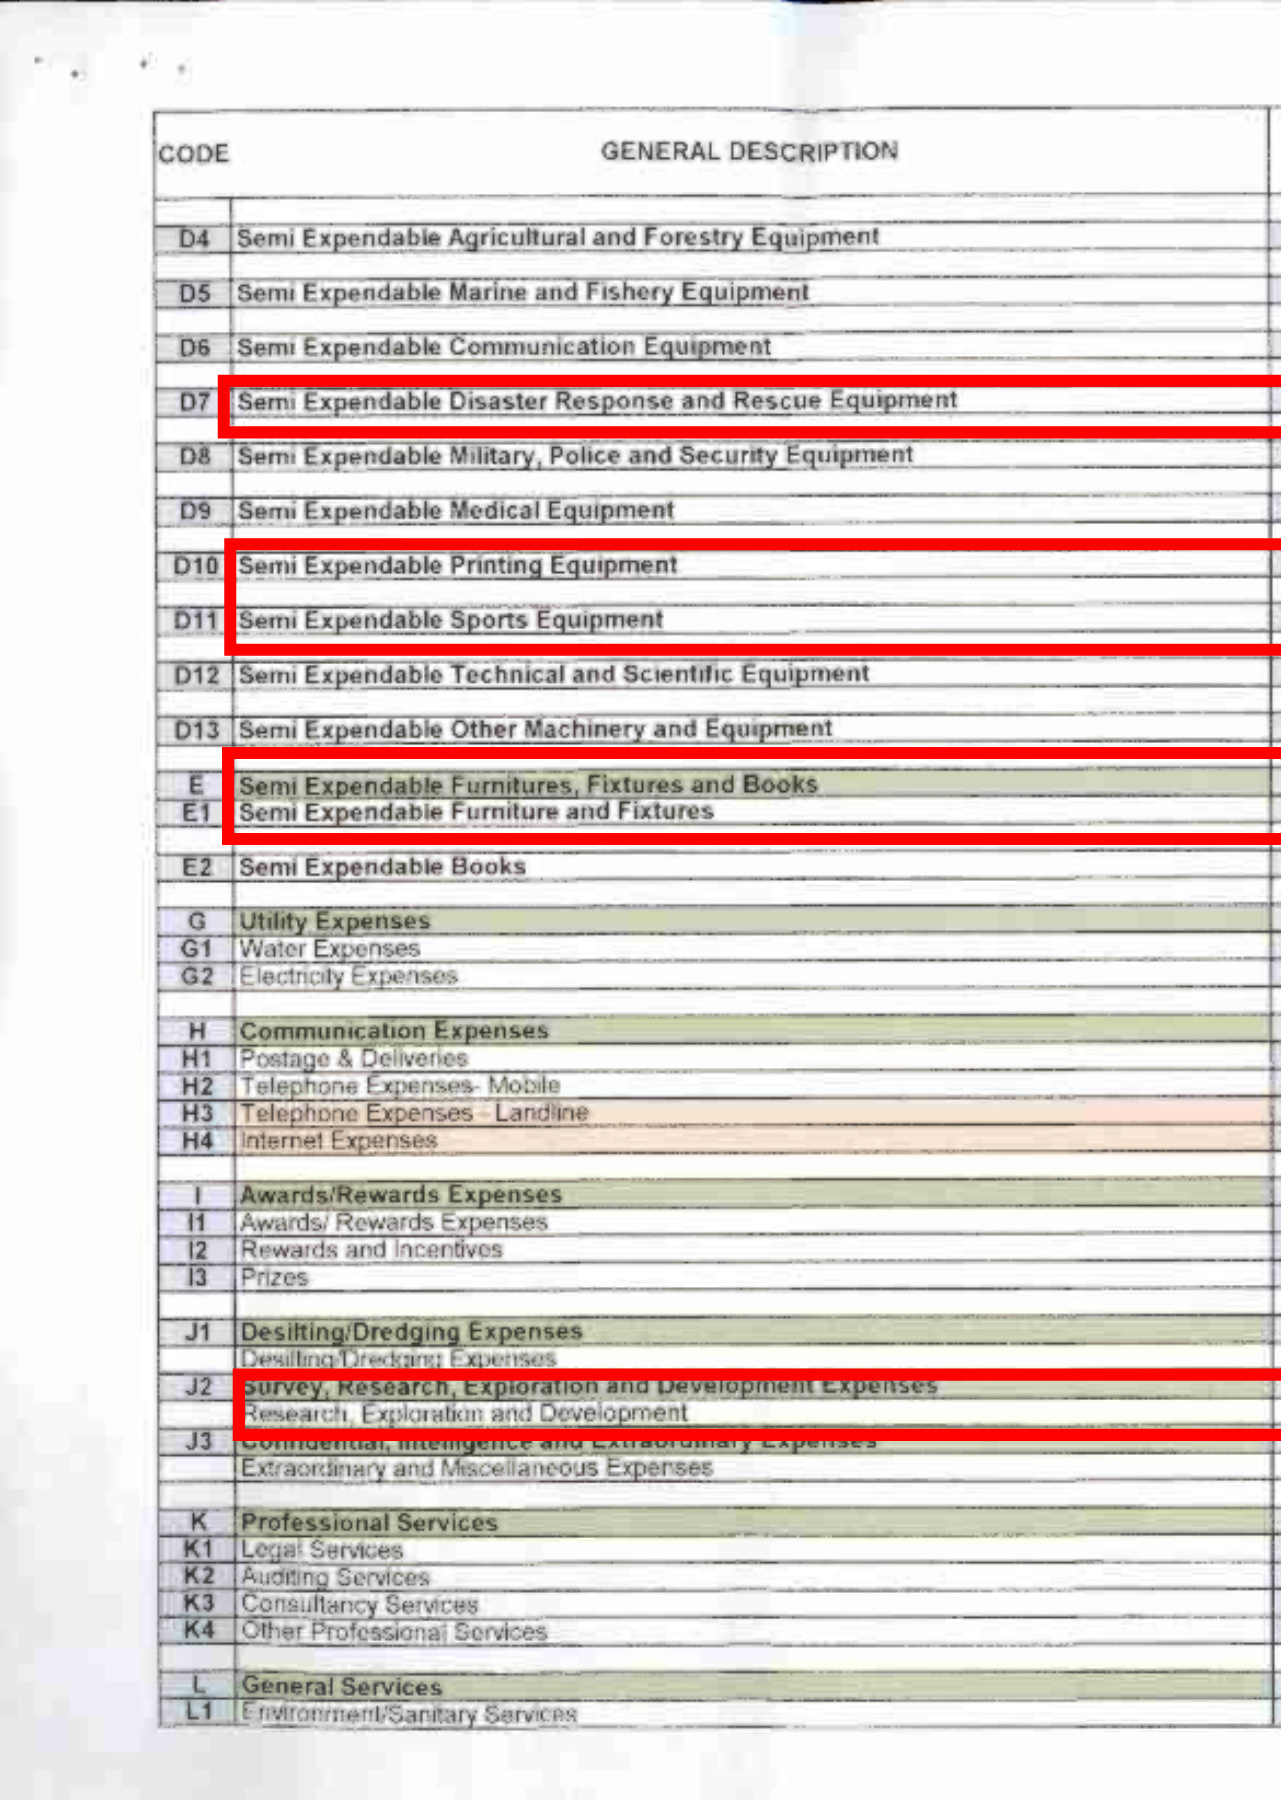 CODE GENERAL DESCRIPTION
D4 Semi Expendable Agricultural and Forestry Equipment
D5 Semi Expendable Marine and Fishery Equipment
D6 Semi Expendable Communication Equipment
D7 Semi Expendable Disaster Response and Rescue Equipment
D8 Semi Expendable Military, Police and Security Equipment
D9 Semi Expendable Medical Equipment
D10 Semi Expendable Printing Equipment
D11 Semi Expendable Sports Equipment
D12 Semi Expendable Technical and Scientific Equipment
D13 Semi Expendable Other Machinery and Equipment
E Semi Expendable Furnitures, Fixtures and Books
E1 Semi Expendable Furniture and Fixtures
E2 Semi Expendable Books
G Utility Expenses
G1 Water Expenses
G2 Electricity Expenses
H Communication Expenses
H1 Postage & Deliveries
H2 Telephone Expenses- Mobile
H3 Telephone Expenses - Landline
H4 Internet Expenses
I Awards/Rewards Expenses
I1 Awards/ Rewards Expenses
I2 Rewards and Incentives
I3 Prizes
J1 Desilting/Dredging Expenses
Desilting/Dredging Expenses
J2 Survey, Research, Exploration and Development Expenses
Research, Exploration and Development
J3 Confidential, Intelligence and Extraordinary Expenses
Extraordinary and Miscellaneous Expenses
K Professional Services
K1 Legal Services
K2 Auditing Services
K3 Consultancy Services
K4 Other Professional Services
L General Services
L1 Environment/Sanitary Services